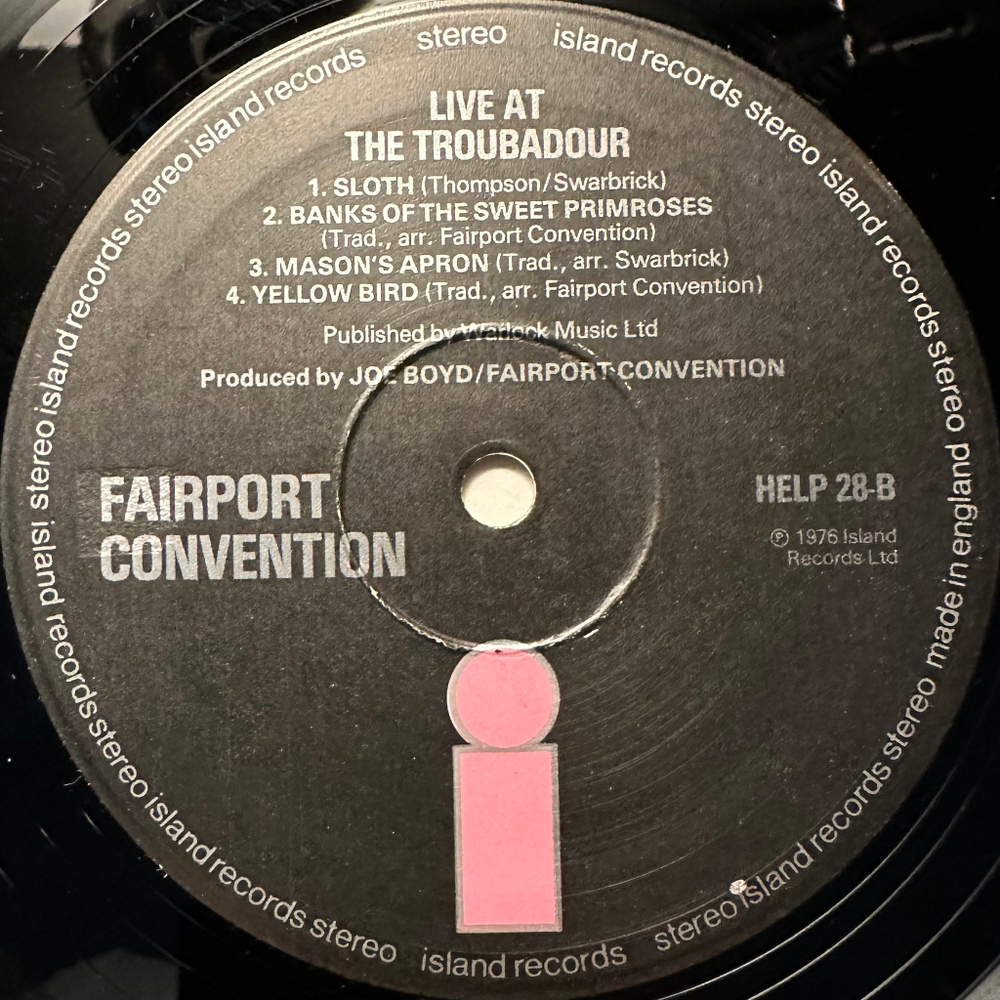 stereo island records stereo island records stereo island records stereo made in england
island records stereo island records stereo island records stereo island records stereo island records stereo island records stereo
LIVE AT
THE TROUBADOUR
1. SLOTH (Thompson/Swarbrick)
2. BANKS OF THE SWEET PRIMROSES
(Trad., arr. Fairport Convention)
3. MASON'S APRON (Trad., arr. Swarbrick)
4. YELLOW BIRD (Trad., arr. Fairport Convention)
Published by Warlock Music Ltd
Produced by JOE BOYD/FAIRPORT CONVENTION
FAIRPORT
CONVENTION
HELP 28-B
℗ 1976 Island
Records Ltd
i